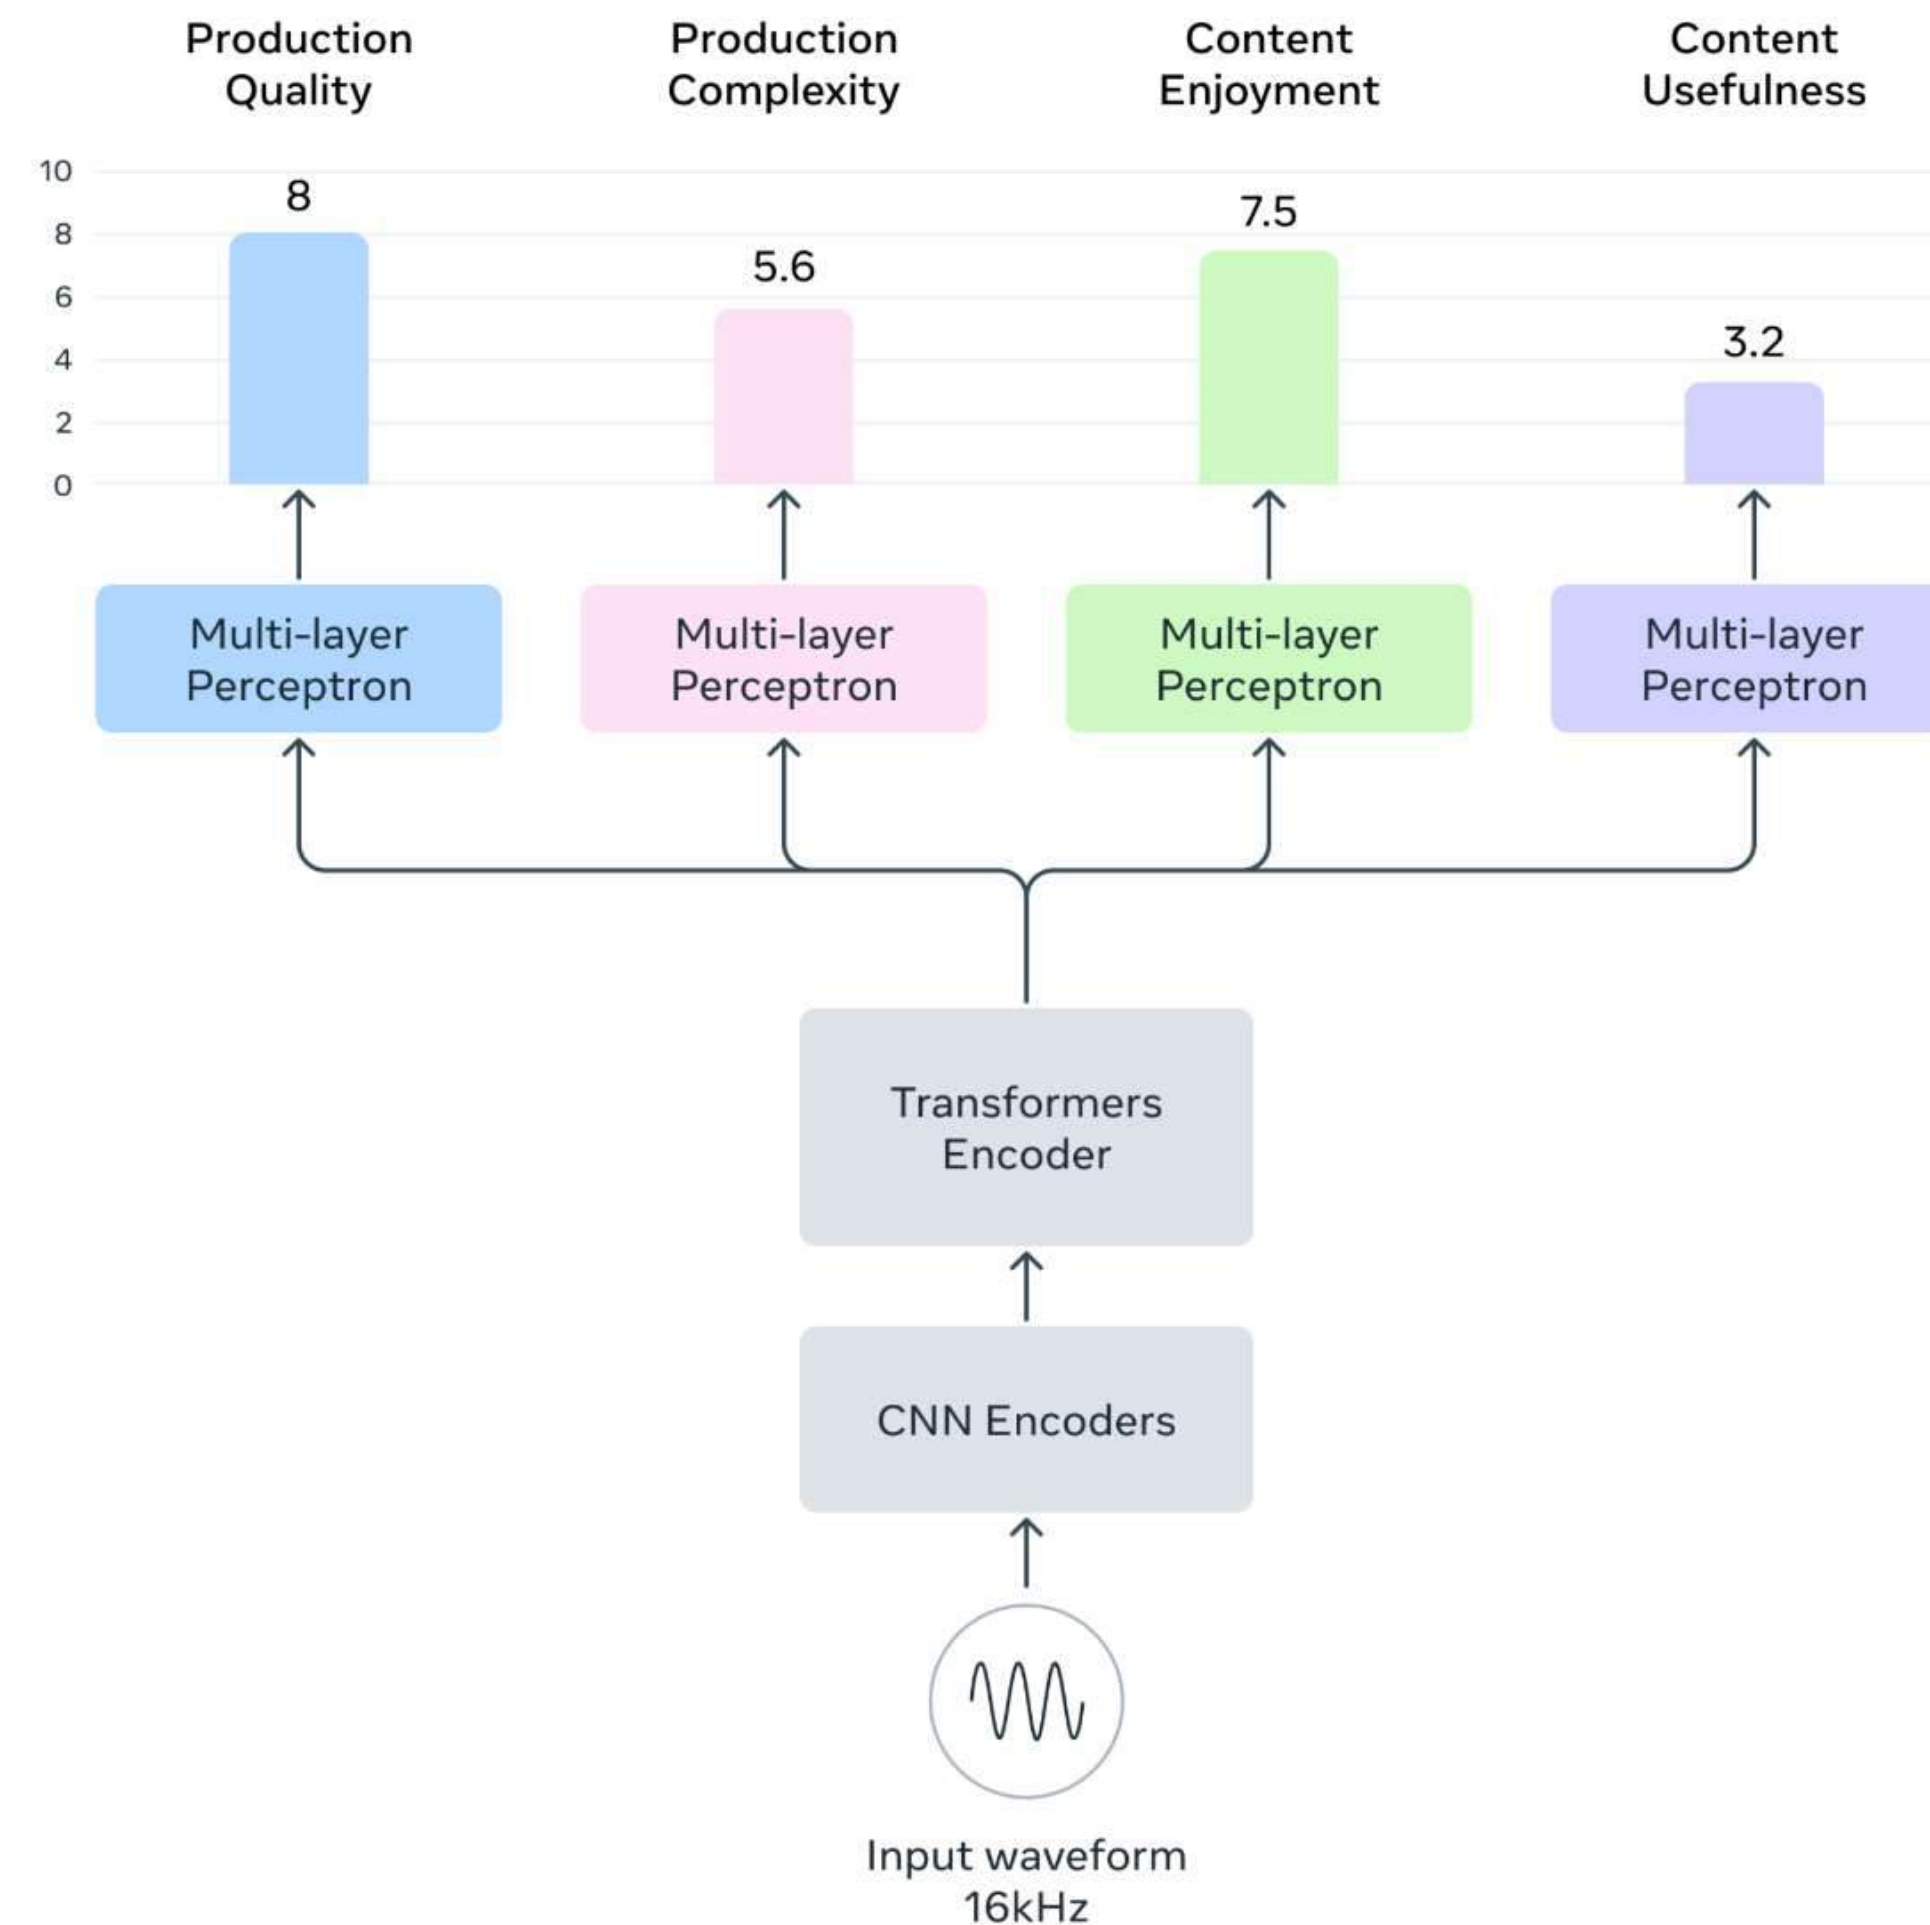 Production
Quality
Production
Complexity
Content
Enjoyment
Content
Usefulness
10
8
6
4
2
0
8
5.6
7.5
3.2
Multi-layer
Perceptron
Multi-layer
Perceptron
Multi-layer
Perceptron
Multi-layer
Perceptron
Transformers
Encoder
CNN Encoders
Input waveform
16kHz